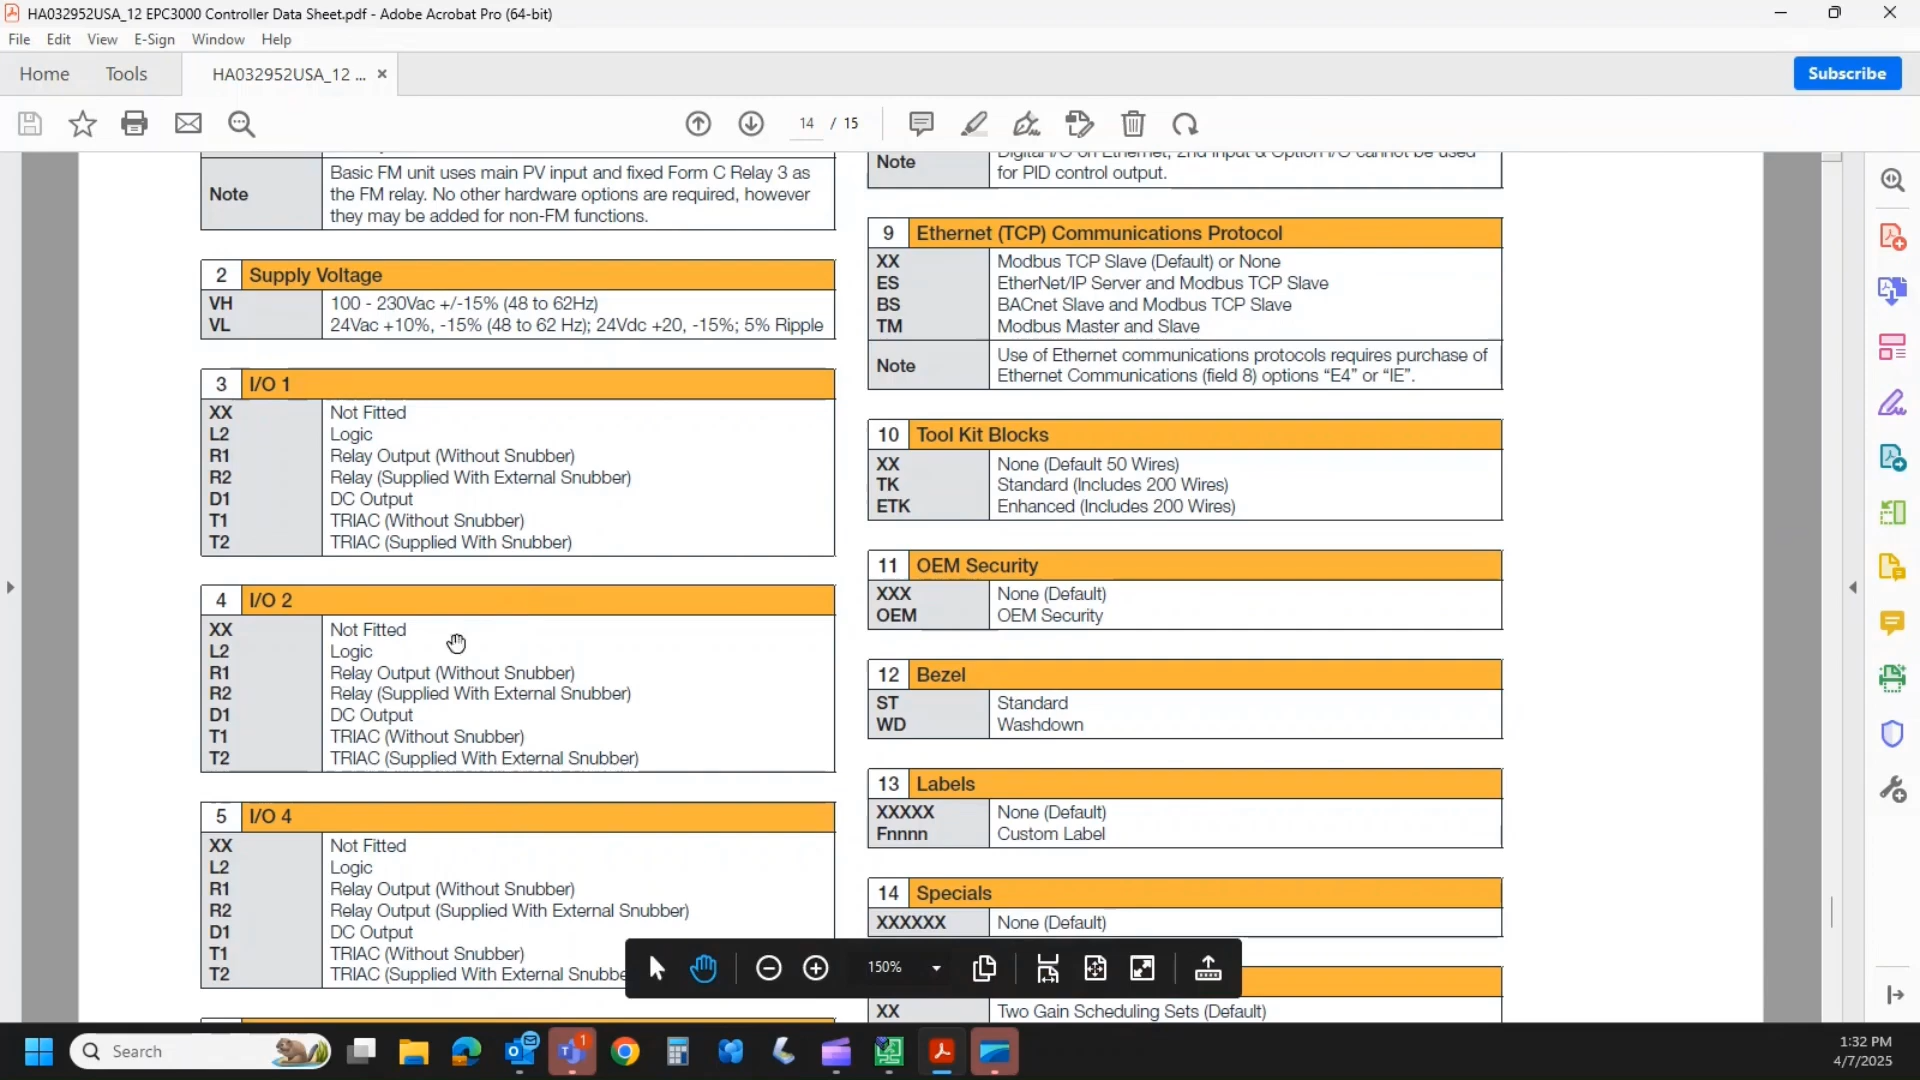 HA032952USA_12 EPC3000 Controller Data Sheet.pdf - Adobe Acrobat Pro (64-bit)
File Edit View E-Sign Window Help
Home Tools HA032952USA_12 ... × Subscribe
14 / 15
Note
Basic FM unit uses main PV input and fixed Form C Relay 3 as
the FM relay. No other hardware options are required, however
they may be added for non-FM functions.
2 Supply Voltage
VH 100 - 230Vac +/-15% (48 to 62Hz)
VL 24Vac +10%, -15% (48 to 62 Hz); 24Vdc +20, -15%; 5% Ripple
3 I/O 1
XX Not Fitted
L2 Logic
R1 Relay Output (Without Snubber)
R2 Relay (Supplied With External Snubber)
D1 DC Output
T1 TRIAC (Without Snubber)
T2 TRIAC (Supplied With Snubber)
4 I/O 2
XX Not Fitted
L2 Logic
R1 Relay Output (Without Snubber)
R2 Relay (Supplied With External Snubber)
D1 DC Output
T1 TRIAC (Without Snubber)
T2 TRIAC (Supplied With External Snubber)
5 I/O 4
XX Not Fitted
L2 Logic
R1 Relay Output (Without Snubber)
R2 Relay Output (Supplied With External Snubber)
D1 DC Output
T1 TRIAC (Without Snubber)
T2 TRIAC (Supplied With External Snubbe
Note
Digital I/O on Ethernet, 2nd Input & Option I/O cannot be used
for PID control output.
9 Ethernet (TCP) Communications Protocol
XX Modbus TCP Slave (Default) or None
ES EtherNet/IP Server and Modbus TCP Slave
BS BACnet Slave and Modbus TCP Slave
TM Modbus Master and Slave
Note
Use of Ethernet communications protocols requires purchase of
Ethernet Communications (field 8) options “E4” or “IE”.
10 Tool Kit Blocks
XX None (Default 50 Wires)
TK Standard (Includes 200 Wires)
ETK Enhanced (Includes 200 Wires)
11 OEM Security
XXX None (Default)
OEM OEM Security
12 Bezel
ST Standard
WD Washdown
13 Labels
XXXXX None (Default)
Fnnnn Custom Label
14 Specials
XXXXXX None (Default)
XX Two Gain Scheduling Sets (Default)
150%
Search
1
1:32 PM
4/7/2025